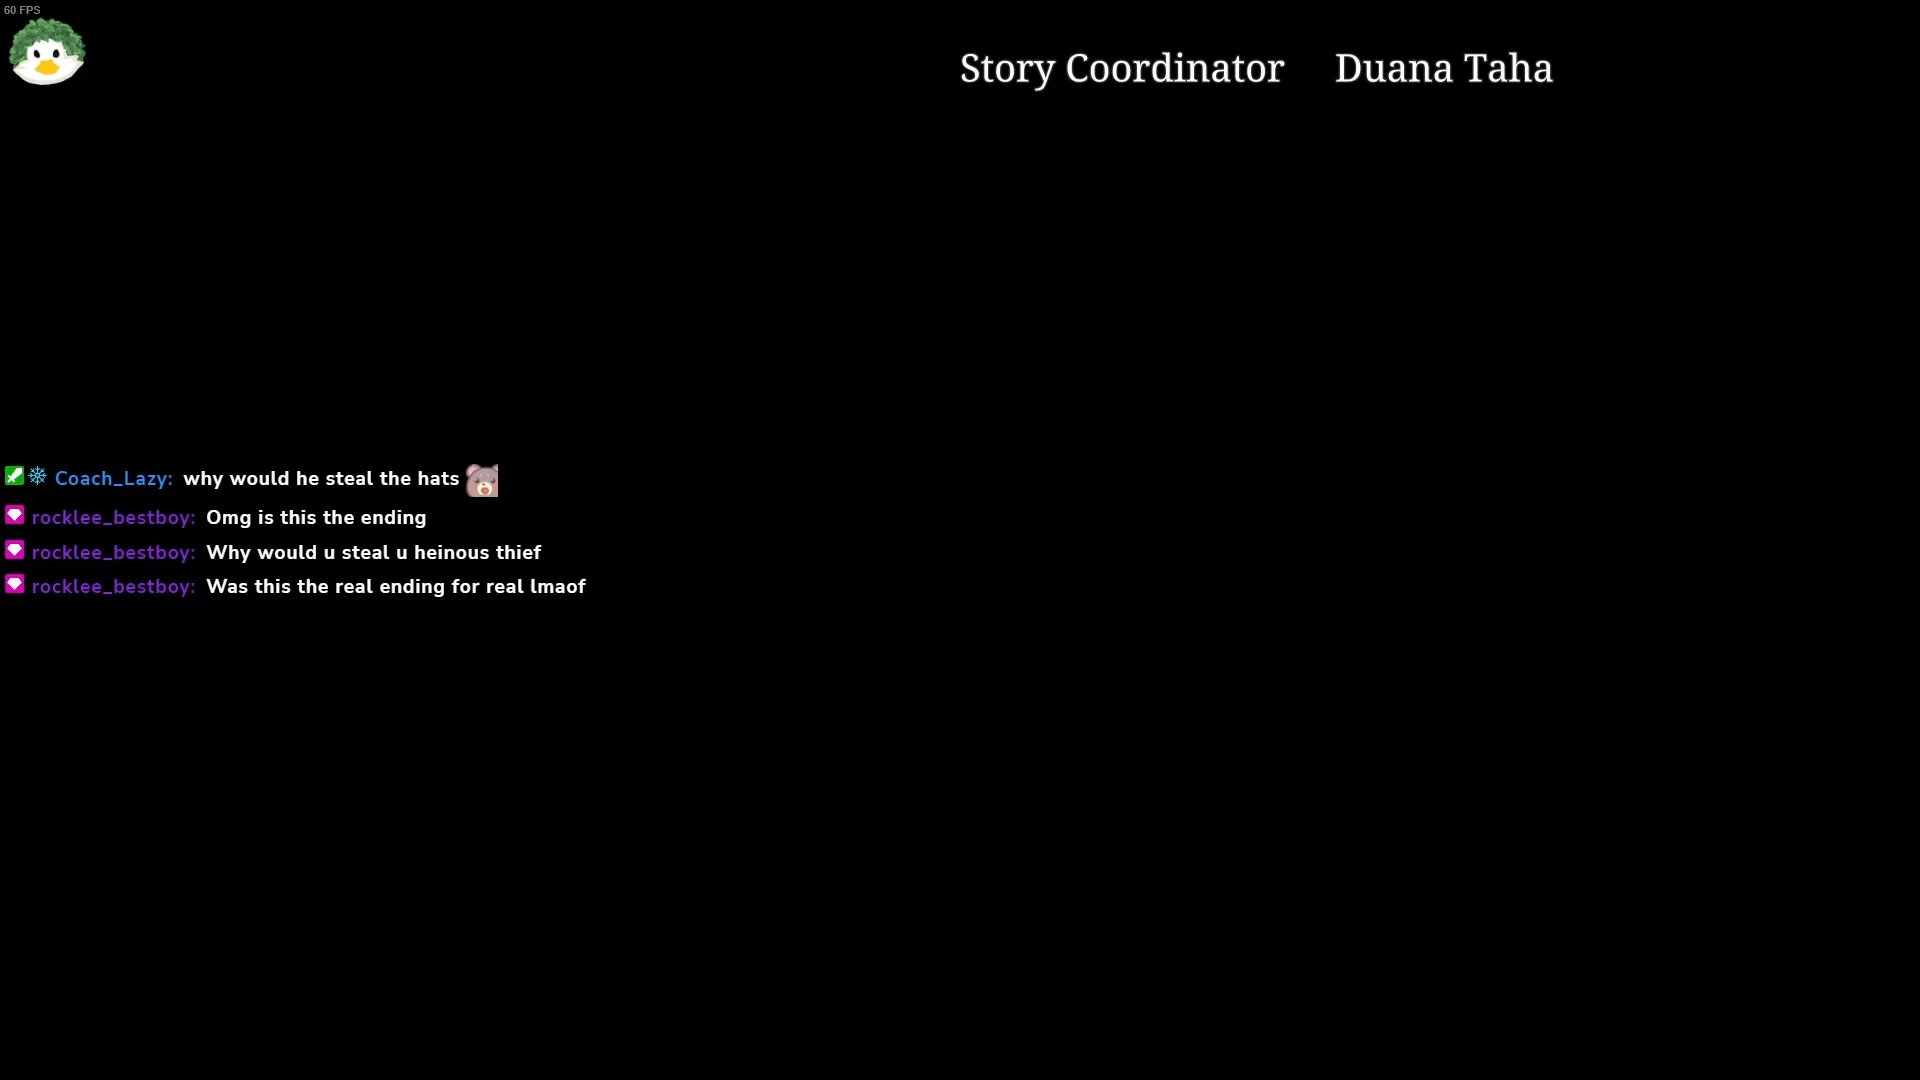 60 FPS
Story Coordinator Duana Taha
Coach_Lazy: why would he steal the hats
rocklee_bestboy: Omg is this the ending
rocklee_bestboy: Why would u steal u heinous thief
rocklee_bestboy: Was this the real ending for real lmaof